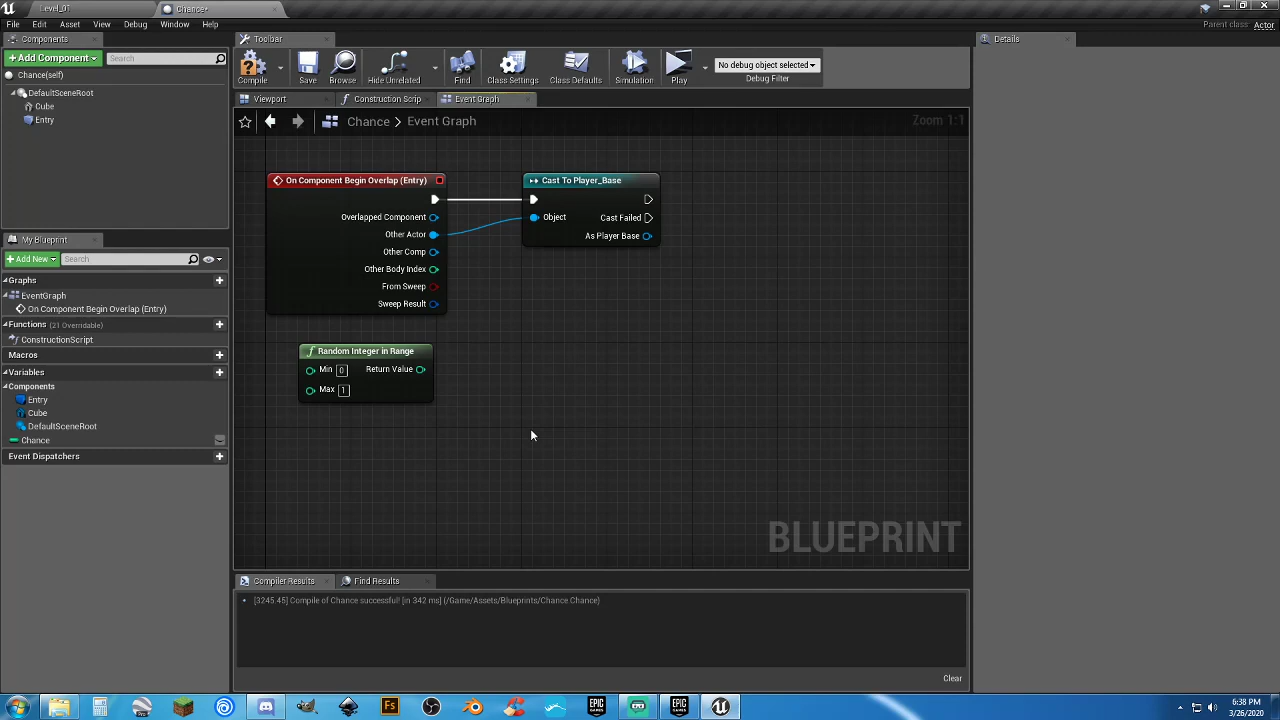 Level_01
Chance*
File Edit Asset View Debug Window Help
Parent class: Actor
Components
Toolbar
Details
+Add Component
Search
Chance(self)
DefaultSceneRoot
Cube
Entry
Compile
Save
Browse
Hide Unrelated
Find
Class Settings
Class Defaults
Simulation
Play
No debug object selected
Debug Filter
Viewport
Construction Scrip
Event Graph
Chance > Event Graph
Zoom 1:1
On Component Begin Overlap (Entry)
Overlapped Component
Other Actor
Other Comp
Other Body Index
From Sweep
Sweep Result
Cast To Player_Base
Object
Cast Failed
As Player Base
Random Integer in Range
Min 0
Return Value
Max 1
BLUEPRINT
My Blueprint
+Add New
Search
Graphs
EventGraph
On Component Begin Overlap (Entry)
Functions (21 Overridable)
ConstructionScript
Macros
Variables
Components
Entry
Cube
DefaultSceneRoot
Chance
Event Dispatchers
Compiler Results
Find Results
[3245.45] Compile of Chance successful! [in 342 ms] (/Game/Assets/Blueprints/Chance.Chance)
Clear
Pro
Fs
EPIC GAMES
EPIC GAMES
6:38 PM
3/26/2020